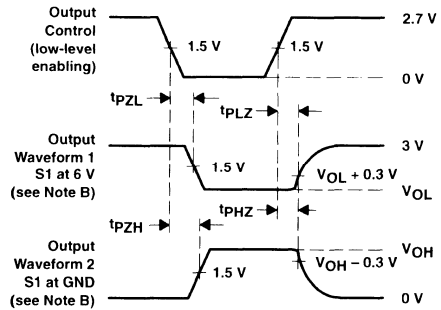 Output
Control
(low-level
enabling)
2.7 V
1.5 V
1.5 V
0 V
tPZL
tPLZ
Output
Waveform 1
S1 at 6 V
(see Note B)
3 V
1.5 V
VOL + 0.3 V
VOL
tPZH
tPHZ
Output
Waveform 2
S1 at GND
(see Note B)
VOH
1.5 V
VOH − 0.3 V
0 V